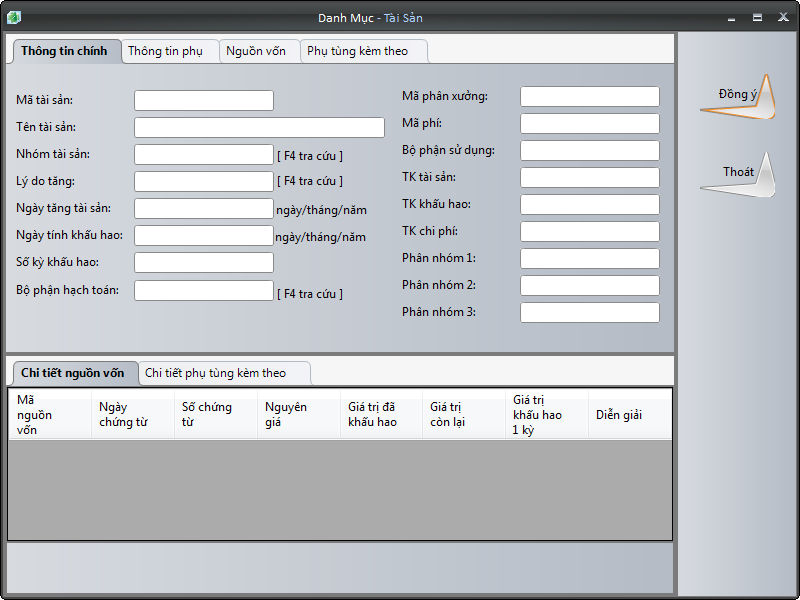 Danh Mục - Tài Sản
Thông tin chính
Thông tin phụ
Nguồn vốn
Phụ tùng kèm theo
Mã tài sản:
Tên tài sản:
Nhóm tài sản:
[ F4 tra cứu ]
Lý do tăng:
[ F4 tra cứu ]
Ngày tăng tài sản:
ngày/tháng/năm
Ngày tính khấu hao:
ngày/tháng/năm
Số kỳ khấu hao:
Bộ phận hạch toán:
[ F4 tra cứu ]
Mã phân xưởng:
Mã phí:
Bộ phận sử dụng:
TK tài sản:
TK khấu hao:
TK chi phí:
Phân nhóm 1:
Phân nhóm 2:
Phân nhóm 3:
Đồng ý
Thoát
Chi tiết nguồn vốn
Chi tiết phụ tùng kèm theo
Mã
nguồn
vốn
Ngày
chứng từ
Số chứng
từ
Nguyên
giá
Giá trị đã
khấu hao
Giá trị
còn lại
Giá trị
khấu hao
1 kỳ
Diễn giải